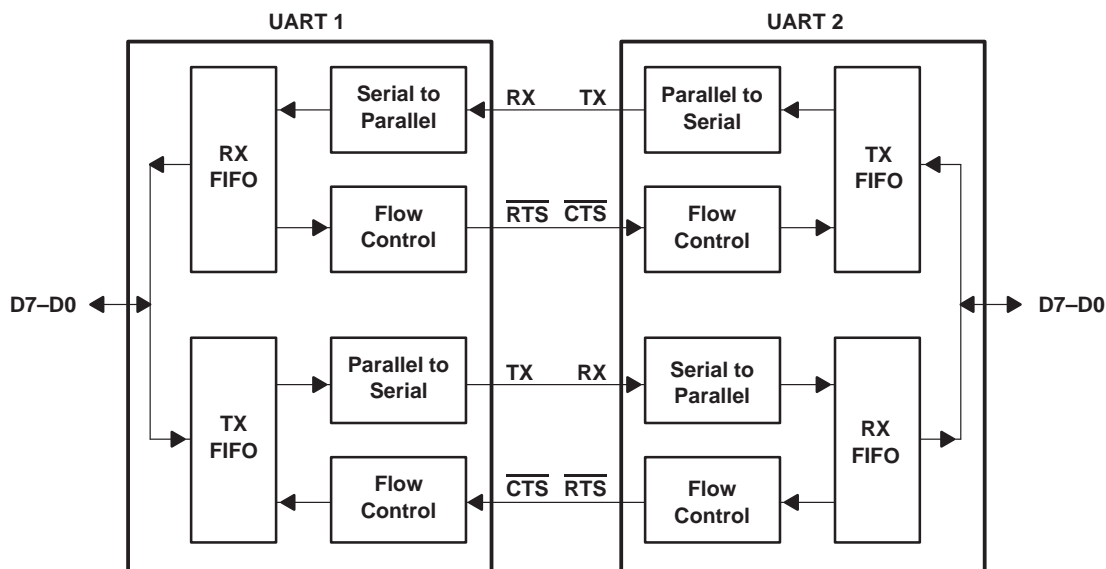 UART 1
UART 2
Serial to
Parallel
RX
TX
Parallel to
Serial
RX
FIFO
TX
FIFO
Flow
Control
RTS
CTS
Flow
Control
D7–D0
D7–D0
Parallel to
Serial
TX
RX
Serial to
Parallel
TX
FIFO
RX
FIFO
Flow
Control
CTS
RTS
Flow
Control